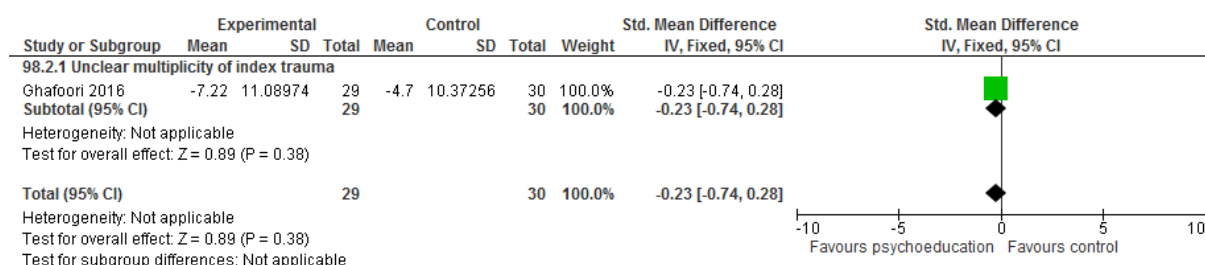 Experimental Control Std. Mean Difference Std. Mean Difference
Study or Subgroup Mean SD Total Mean SD Total Weight IV, Fixed, 95% CI IV, Fixed, 95% CI
98.2.1 Unclear multiplicity of index trauma
Ghafoori 2016 -7.22 11.08974 29 -4.7 10.37256 30 100.0% -0.23 [-0.74, 0.28]
Subtotal (95% CI) 29 30 100.0% -0.23 [-0.74, 0.28]
Heterogeneity: Not applicable
Test for overall effect: Z = 0.89 (P = 0.38)
Total (95% CI) 29 30 100.0% -0.23 [-0.74, 0.28]
Heterogeneity: Not applicable
Test for overall effect: Z = 0.89 (P = 0.38)
Test for subgroup differences: Not applicable
-10 -5 0 5 10
Favours psychoeducation Favours control